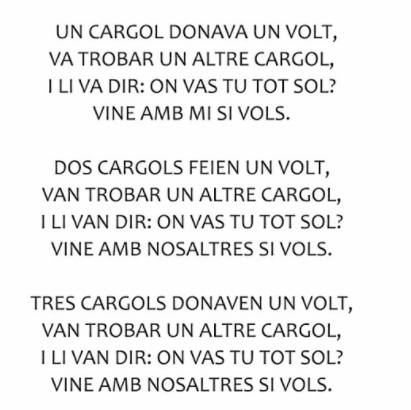 UN CARGOL DONAVA UN VOLT,
VA TROBAR UN ALTRE CARGOL,
I LI VA DIR: ON VAS TU TOT SOL?
VINE AMB MI SI VOLS.
DOS CARGOLS FEIEN UN VOLT,
VAN TROBAR UN ALTRE CARGOL,
I LI VAN DIR: ON VAS TU TOT SOL?
VINE AMB NOSALTRES SI VOLS.
TRES CARGOLS DONAVEN UN VOLT,
VAN TROBAR UN ALTRE CARGOL,
I LI VAN DIR: ON VAS TU TOT SOL?
VINE AMB NOSALTRES SI VOLS.